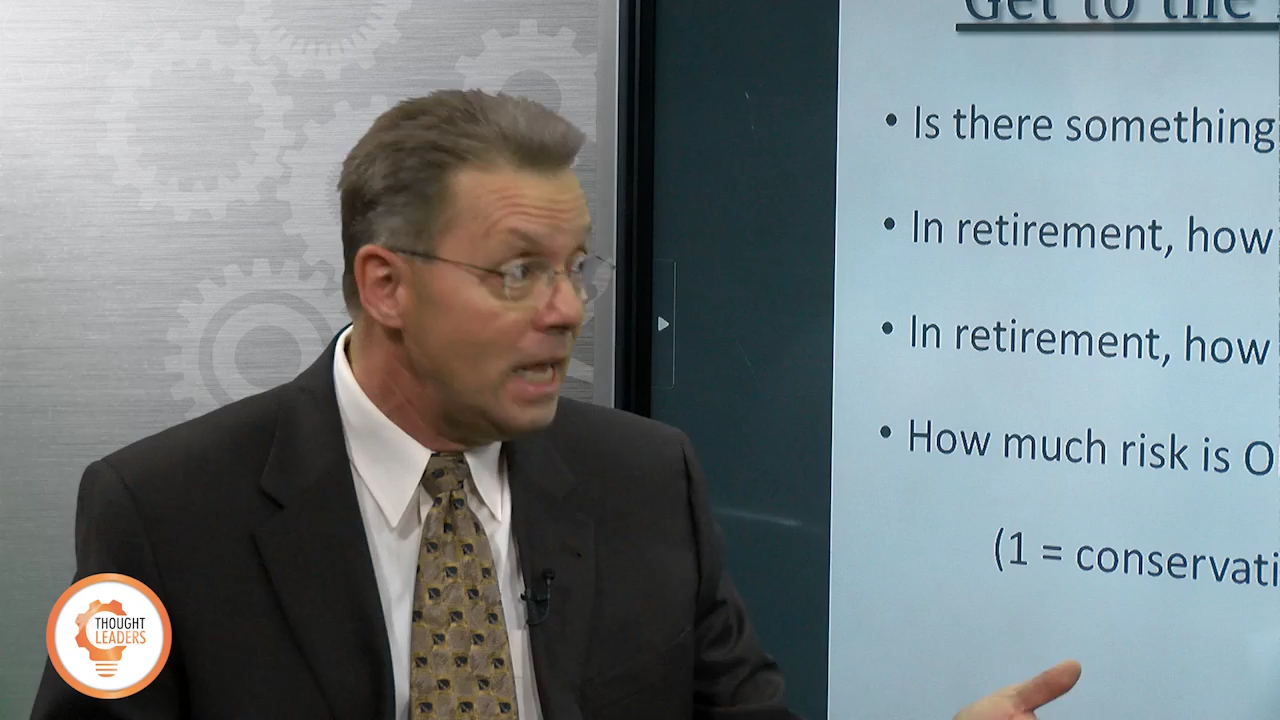 Get to the
• Is there something
• In retirement, how
• In retirement, how
• How much risk is O
(1 = conservati
THOUGHT
LEADERS